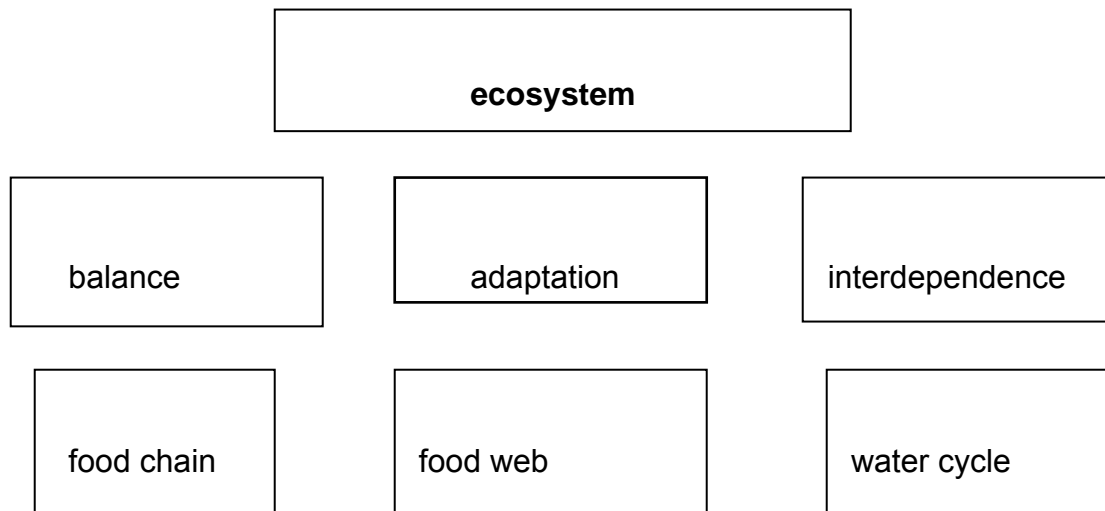 ecosystem
balance adaptation interdependence
food chain food web water cycle